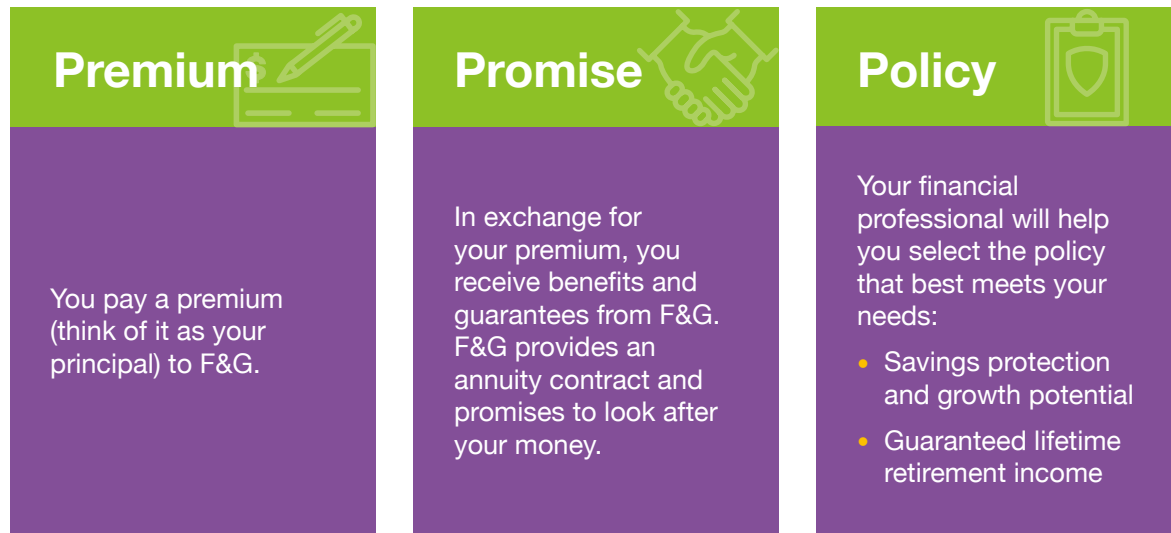 Premium
You pay a premium
(think of it as your
principal) to F&G.
Promise
In exchange for
your premium, you
receive benefits and
guarantees from F&G.
F&G provides an
annuity contract and
promises to look after
your money.
Policy
Your financial
professional will help
you select the policy
that best meets your
needs:
• Savings protection
and growth potential
• Guaranteed lifetime
retirement income
$